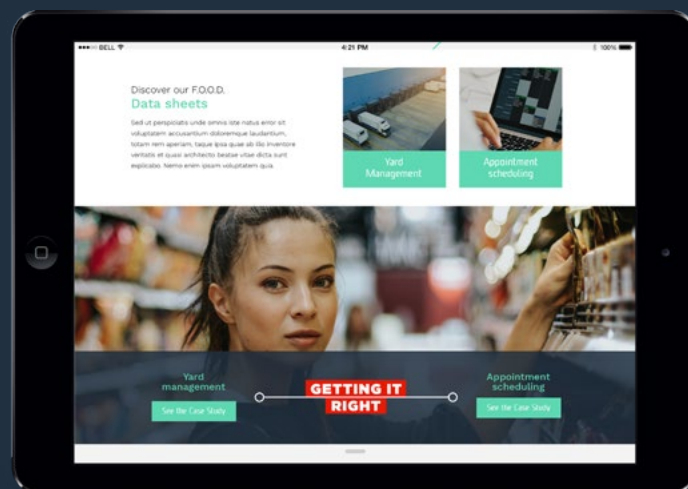 BELL
4:21 PM
100%
Discover our F.O.O.D.
Data sheets
Sed ut perspiciatis unde omnis iste natus error sit
voluptatem accusantium doloremque laudantium,
totam rem aperiam, eaque ipsa quae ab illo inventore
veritatis et quasi architecto beatae vitae dicta sunt
explicabo. Nemo enim ipsam voluptatem quia.
Yard
Management
Appointment
scheduling
Yard
management
See the Case Study
GETTING IT
RIGHT
Appointment
scheduling
See the Case Study